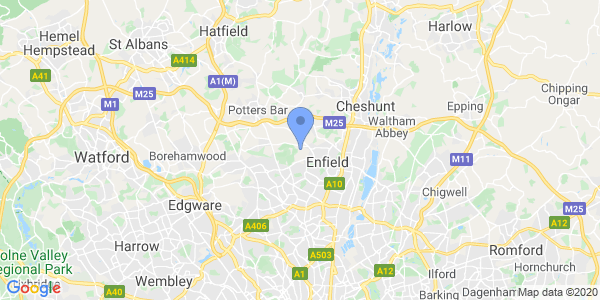 Hemel
Hempstead
St Albans
Hatfield
Harlow
A414
A41
A1(M)
M25
M1
Potters Bar
Cheshunt
Chipping
Ongar
Epping
M25
Waltham
Abbey
Watford
Borehamwood
Enfield
M11
A10
Chigwell
Edgware
M25
A406
A12
Harrow
A503
Romford
olne Valley
Regional Park
A1
A12
Ilford
Hornchurch
Wembley
A40
Barking
Dagenham
Google
Map data ©2020